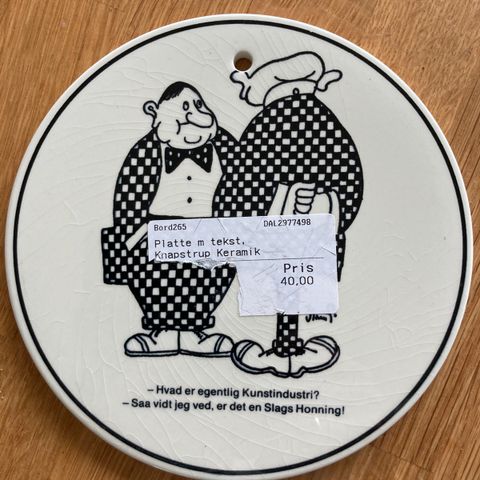 Bord265 DAL2977498
Platte m tekst.
Knapstrup Keramik
Pris
40,00
– Hvad er egentlig Kunstindustri?
– Saa vidt jeg ved, er det en Slags Honning!